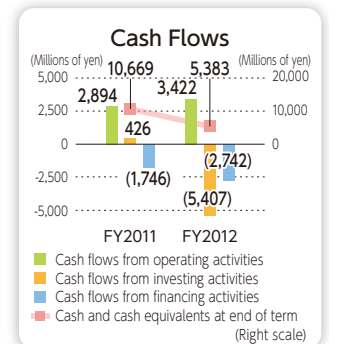 Cash Flows
(Millions of yen) (Millions of yen)
10,669 5,383
5,000 20,000
2,894 3,422
2,500 10,000
426
0 0
(2,742)
-2,500 (1,746)
(5,407)
-5,000
FY2011 FY2012
Cash flows from operating activities
Cash flows from investing activities
Cash flows from financing activities
Cash and cash equivalents at end of term
(Right scale)